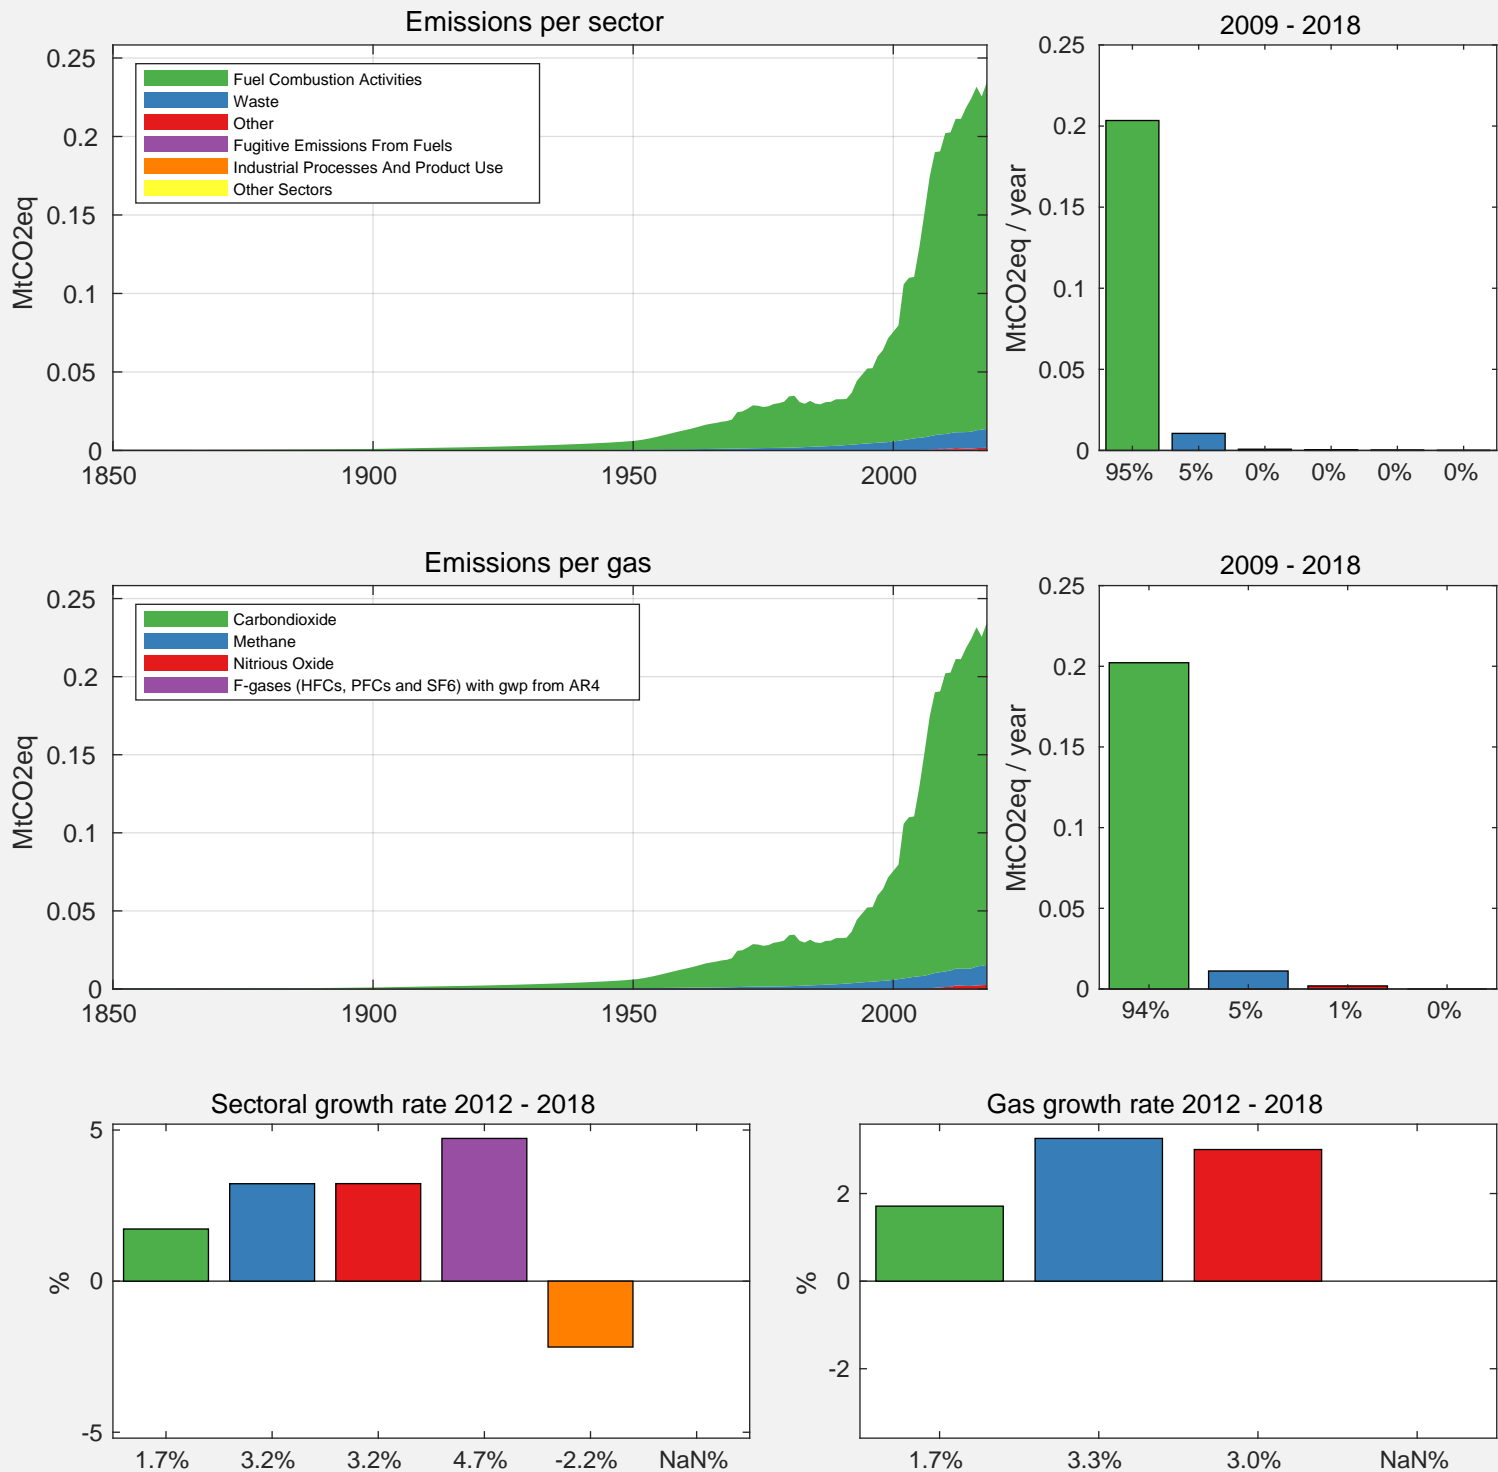 Emissions per sector
0.25
0.2
0.15
0.1
0.05
0
MtCO2eq
1850
1900
1950
2000
Fuel Combustion Activities
Waste
Other
Fugitive Emissions From Fuels
Industrial Processes And Product Use
Other Sectors
2009 - 2018
0.25
0.2
0.15
0.1
0.05
0
MtCO2eq / year
95%
5%
0%
0%
0%
0%
Emissions per gas
0.25
0.2
0.15
0.1
0.05
0
MtCO2eq
1850
1900
1950
2000
Carbondioxide
Methane
Nitrious Oxide
F-gases (HFCs, PFCs and SF6) with gwp from AR4
2009 - 2018
0.25
0.2
0.15
0.1
0.05
0
MtCO2eq / year
94%
5%
1%
0%
Sectoral growth rate 2012 - 2018
5
0
-5
%
1.7%
3.2%
3.2%
4.7%
-2.2%
NaN%
Gas growth rate 2012 - 2018
2
0
-2
%
1.7%
3.3%
3.0%
NaN%